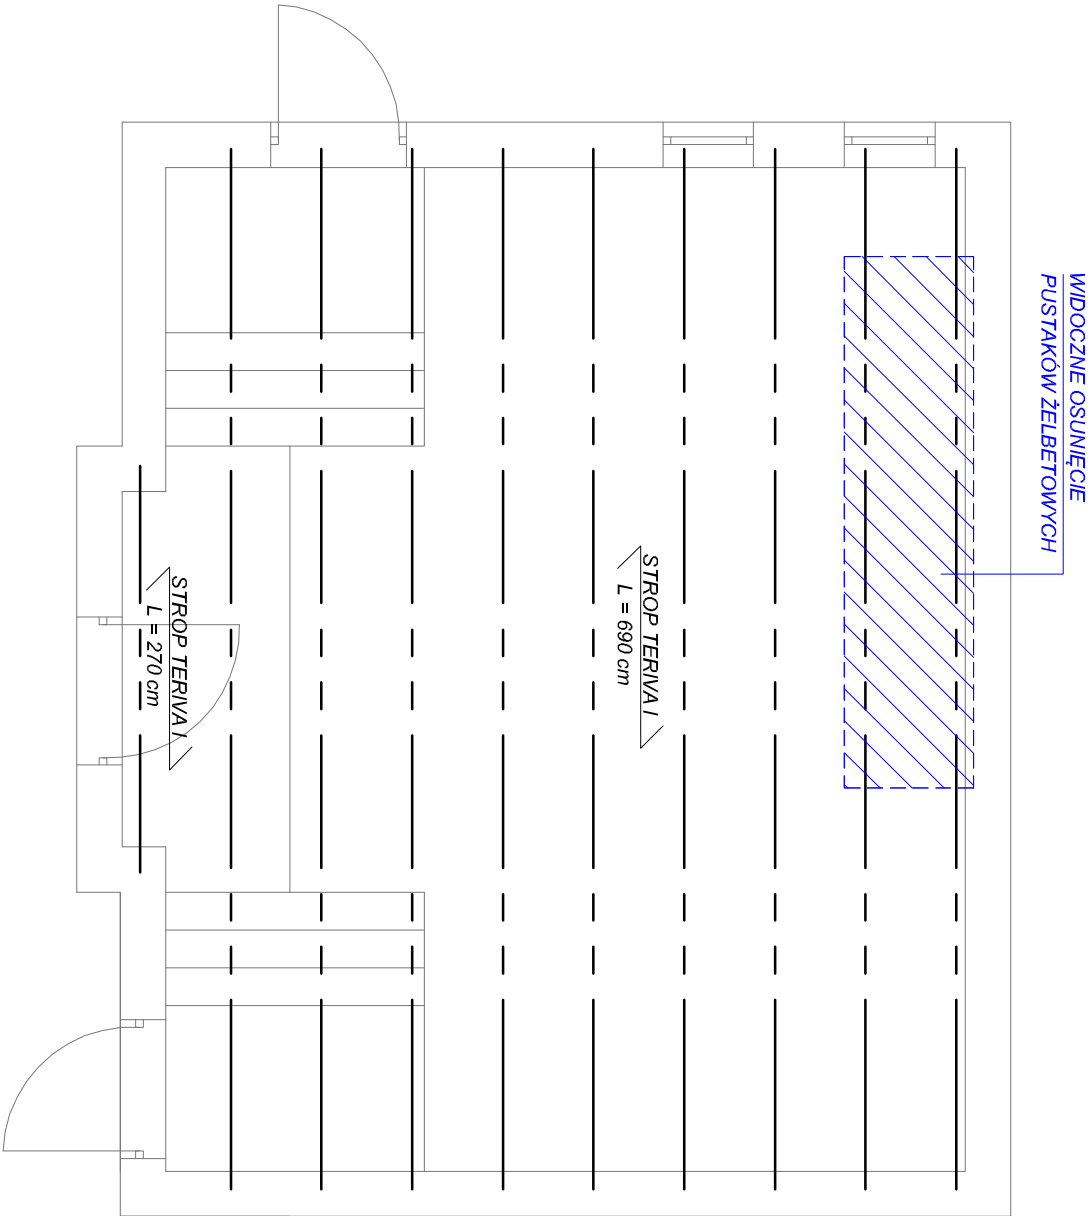 WIDOCZNE OSUNIĘCIE
PUSTAKÓW ŻELBETOWYCH
STROP TERIVA I
L = 690 cm
STROP TERIVA I
L = 270 cm